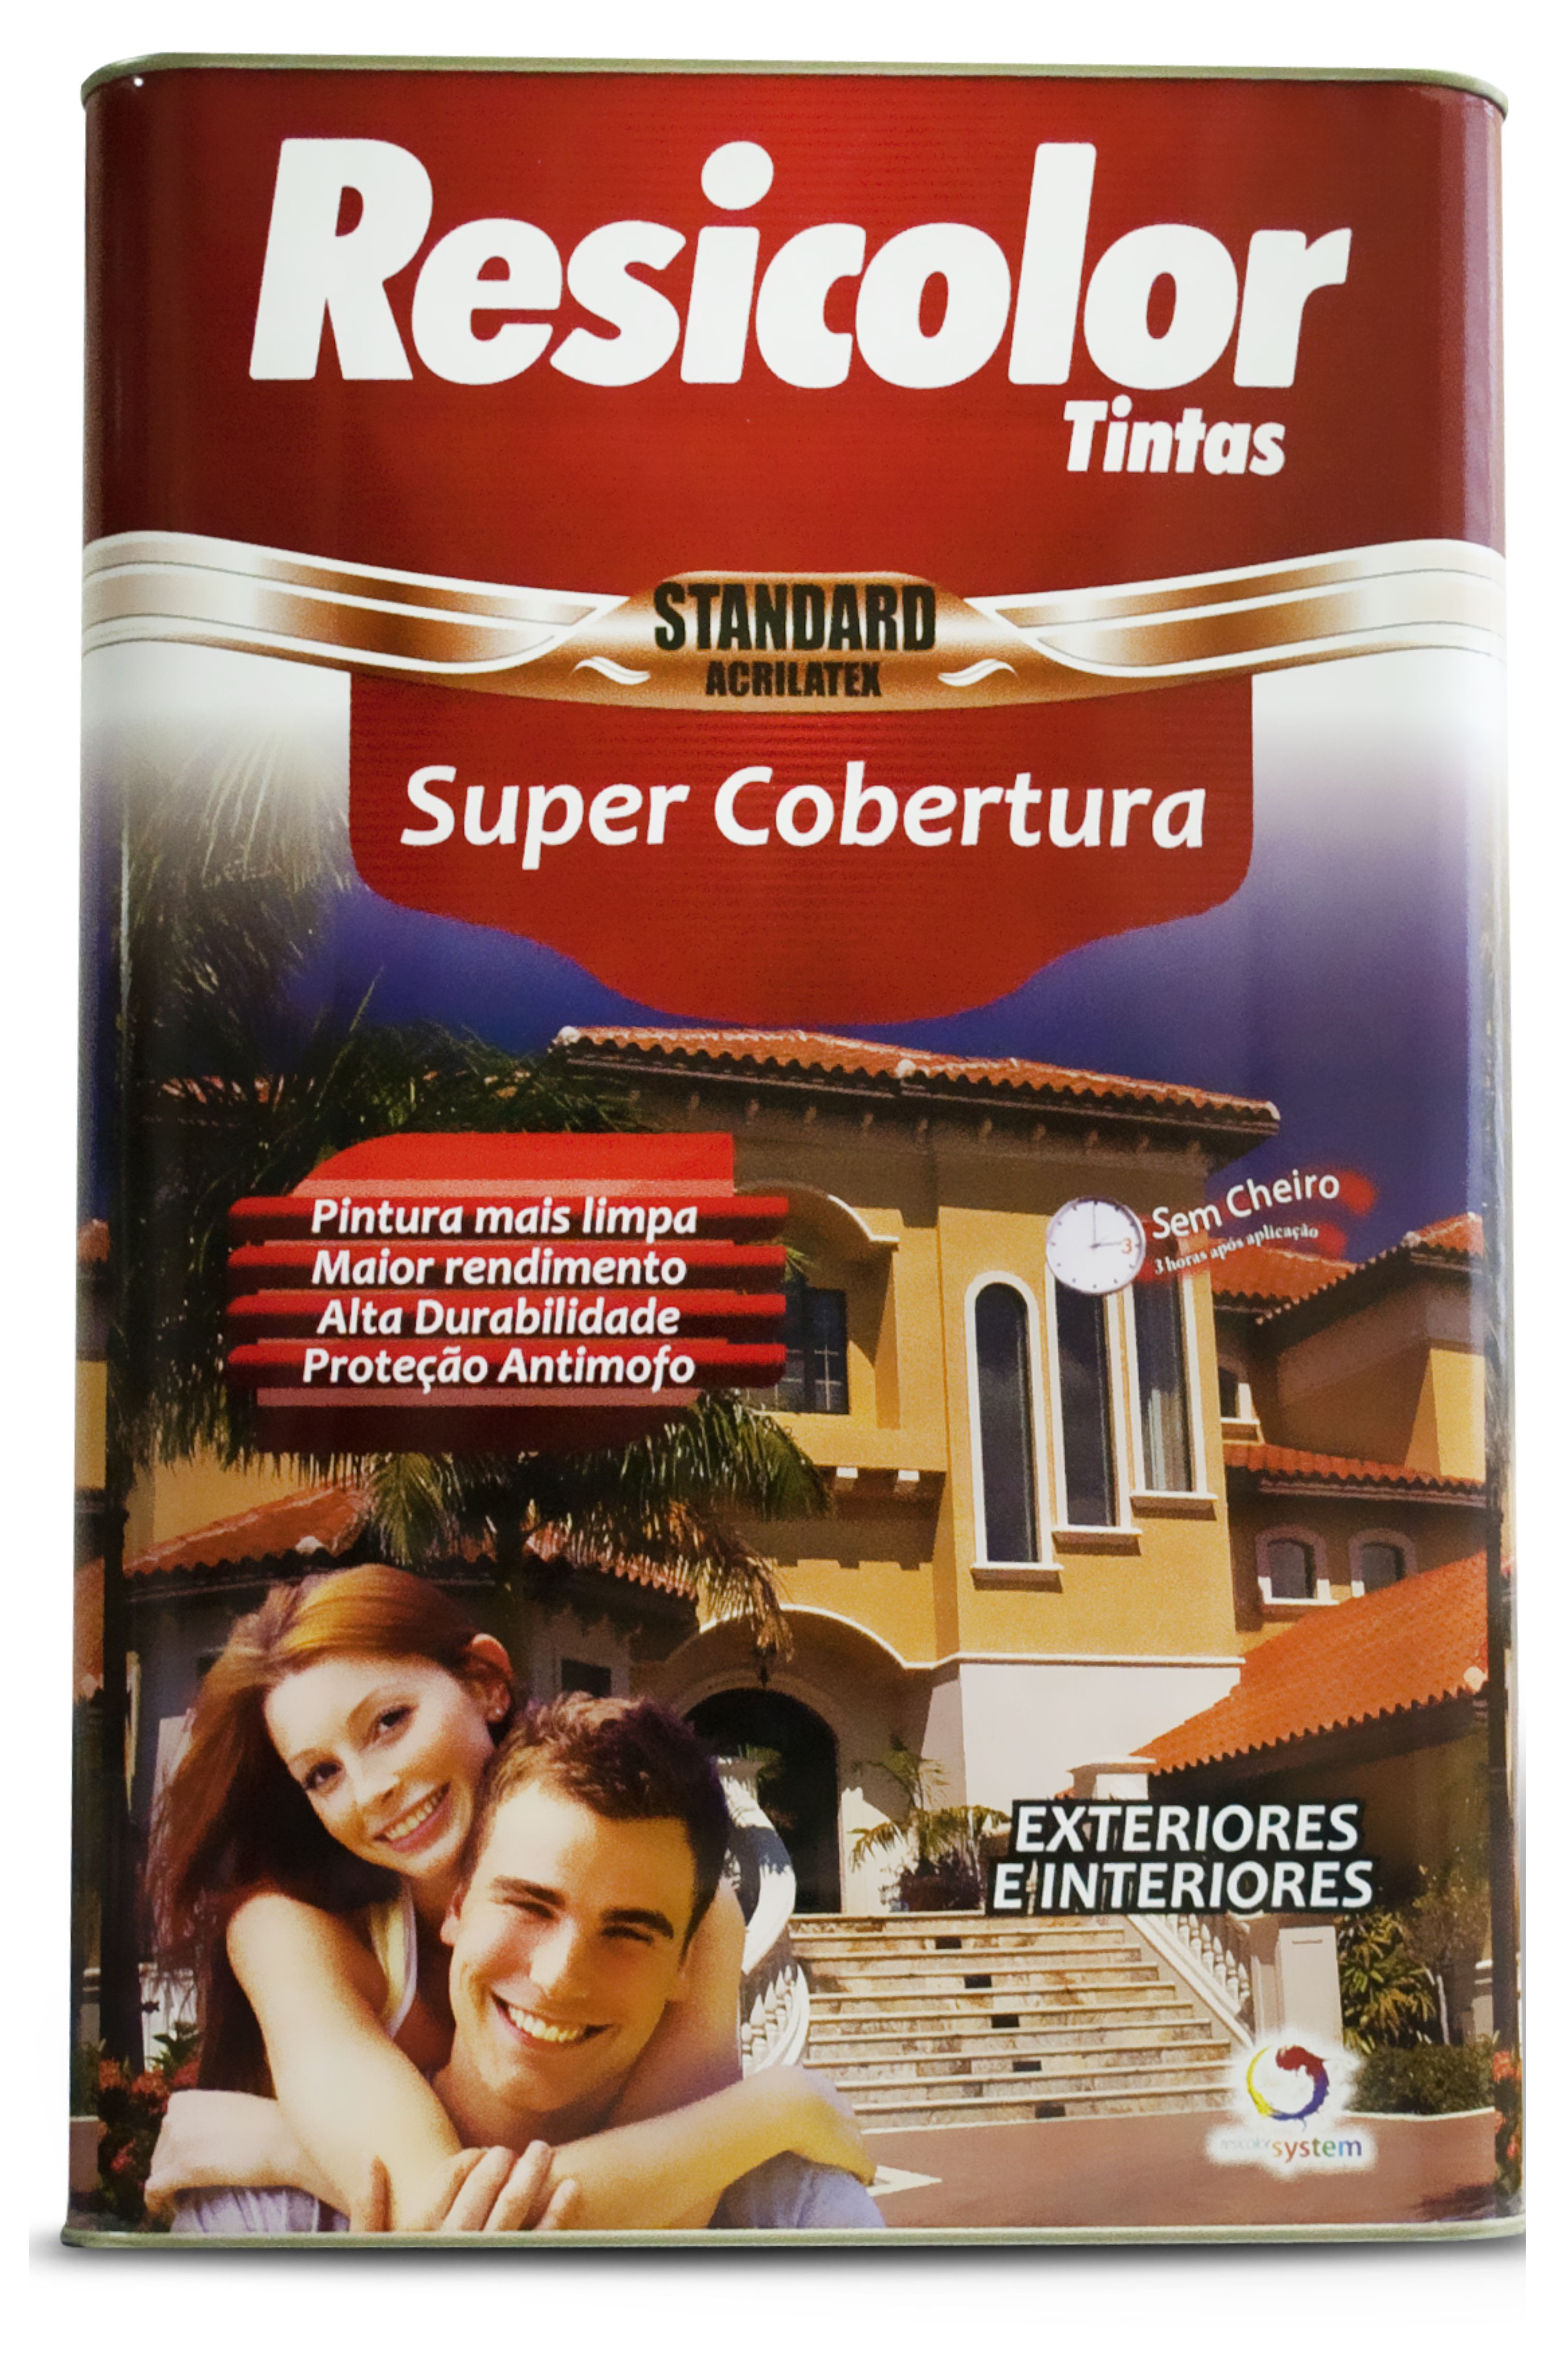 Resicolor
Tintas
STANDARD
ACRILATEX
Super Cobertura
Pintura mais limpa
Maior rendimento
Alta Durabilidade
Proteção Antimofo
3
Sem Cheiro
3 horas após aplicação
EXTERIORES
E INTERIORES
resicolorsystem